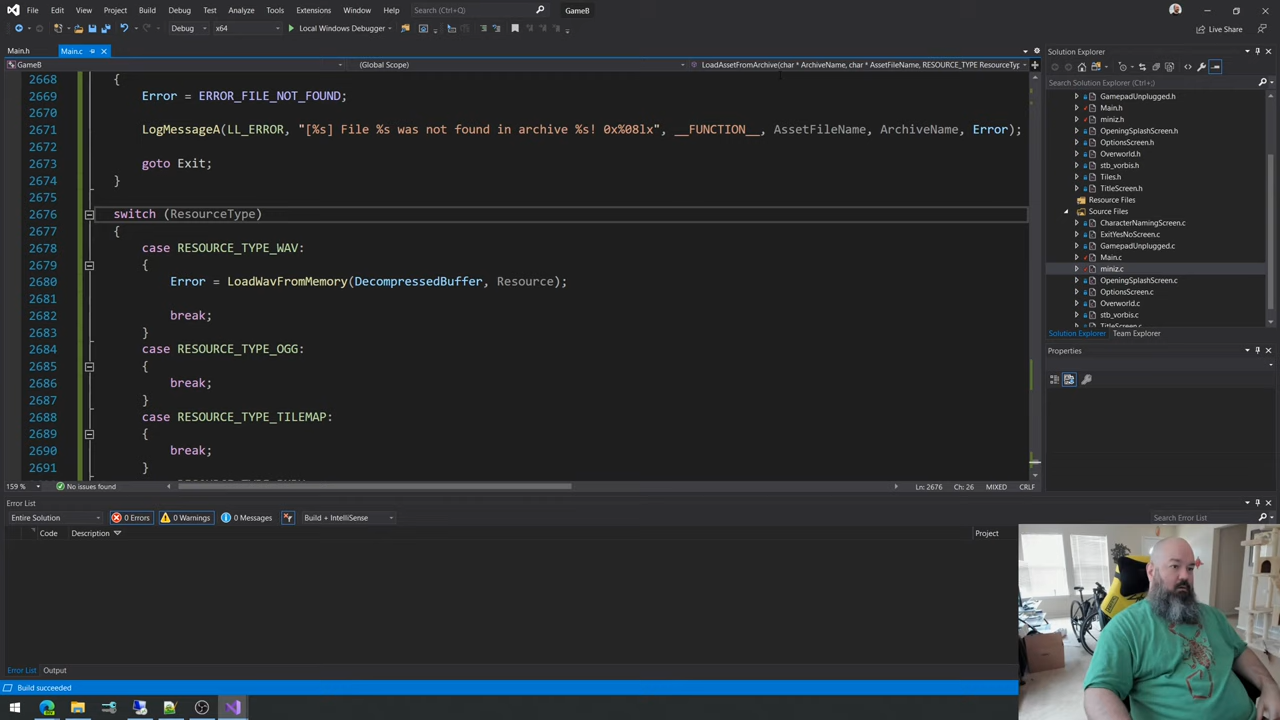 File Edit View Project Build Debug Test Analyze Tools Extensions Window Help Search (Ctrl+Q) GameB
Debug x64 Local Windows Debugger Live Share
Main.h Main.c
GameB (Global Scope) LoadAssetFromArchive(char * ArchiveName, char * AssetFileName, RESOURCE_TYPE ResourceTyp
2668 {
2669 Error = ERROR_FILE_NOT_FOUND;
2670
2671 LogMessageA(LL_ERROR, "[%s] File %s was not found in archive %s! 0x%08lx", __FUNCTION__, AssetFileName, ArchiveName, Error);
2672
2673 goto Exit;
2674 }
2675
2676 switch (ResourceType)
2677 {
2678 case RESOURCE_TYPE_WAV:
2679 {
2680 Error = LoadWavFromMemory(DecompressedBuffer, Resource);
2681
2682 break;
2683 }
2684 case RESOURCE_TYPE_OGG:
2685 {
2686 break;
2687 }
2688 case RESOURCE_TYPE_TILEMAP:
2689 {
2690 break;
2691 }
159 % No issues found Ln: 2676 Ch: 26 MIXED CRLF
Solution Explorer
Search Solution Explorer (Ctrl+;)
GamepadUnplugged.h
Main.h
miniz.h
OpeningSplashScreen.h
OptionsScreen.h
Overworld.h
stb_vorbis.h
Tiles.h
TitleScreen.h
Resource Files
Source Files
CharacterNamingScreen.c
ExitYesNoScreen.c
GamepadUnplugged.c
Main.c
miniz.c
OpeningSplashScreen.c
OptionsScreen.c
Overworld.c
stb_vorbis.c
TitleScreen.c
Solution Explorer Team Explorer
Properties
Error List
Entire Solution 0 Errors 0 Warnings 0 Messages Build + IntelliSense Search Error List
Code Description Project
Error List Output
Build succeeded